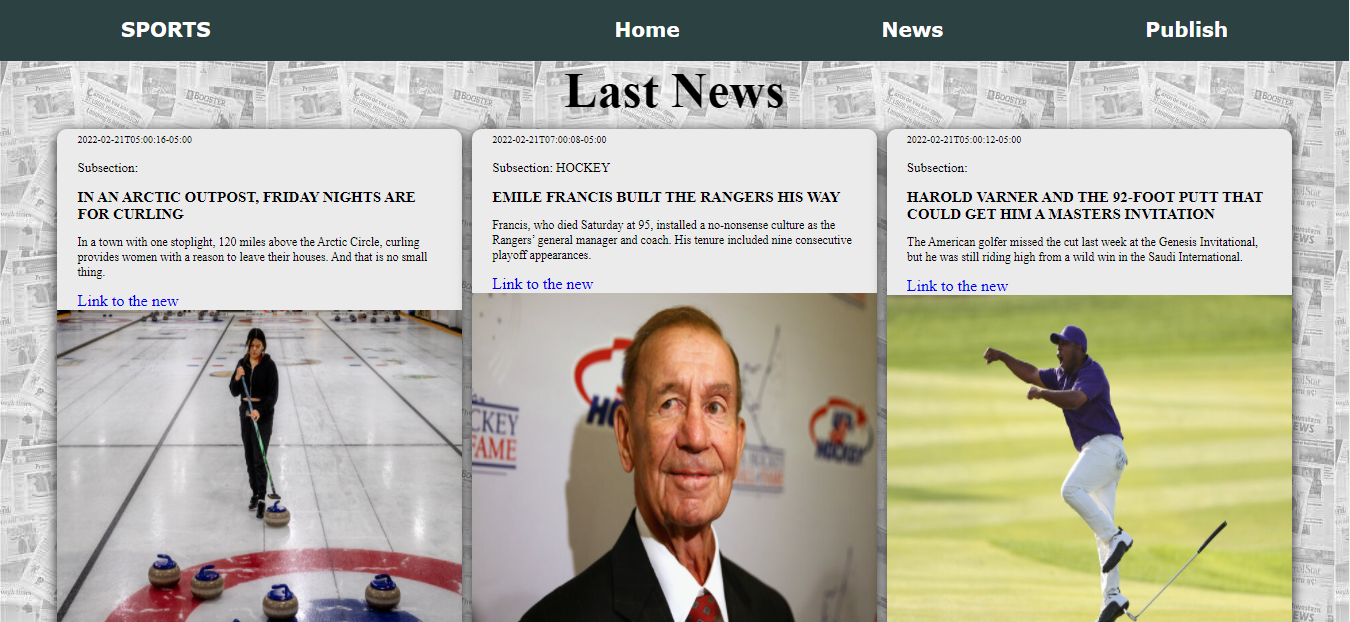 SPORTS
Home
News
Publish
Last News
2022-02-21T05:00:16-05:00
Subsection:
IN AN ARCTIC OUTPOST, FRIDAY NIGHTS ARE
FOR CURLING
In a town with one stoplight, 120 miles above the Arctic Circle, curling
provides women with a reason to leave their houses. And that is no small
thing.
Link to the new
2022-02-21T07:00:08-05:00
Subsection: HOCKEY
EMILE FRANCIS BUILT THE RANGERS HIS WAY
Francis, who died Saturday at 95, installed a no-nonsense culture as the
Rangers’ general manager and coach. His tenure included nine consecutive
playoff appearances.
Link to the new
2022-02-21T05:00:12-05:00
Subsection:
HAROLD VARNER AND THE 92-FOOT PUTT THAT
COULD GET HIM A MASTERS INVITATION
The American golfer missed the cut last week at the Genesis Invitational,
but he was still riding high from a wild win in the Saudi International.
Link to the new
BOOSTER
HOCKEY